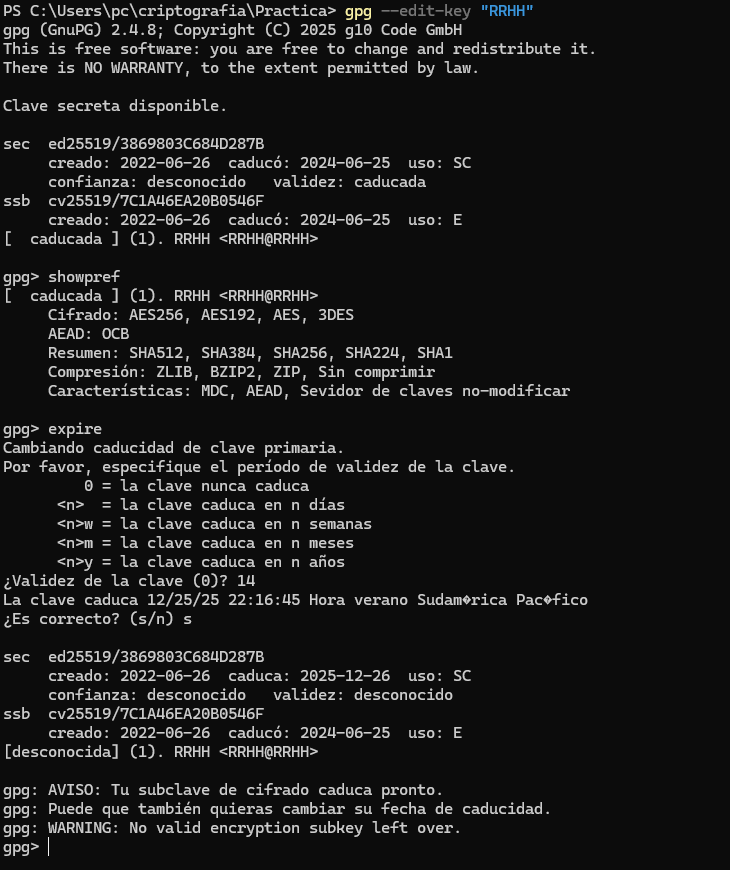 PS C:\Users\pc\criptografia\Practica> gpg --edit-key "RRHH"
gpg (GnuPG) 2.4.8; Copyright (C) 2025 g10 Code GmbH
This is free software: you are free to change and redistribute it.
There is NO WARRANTY, to the extent permitted by law.

Clave secreta disponible.

sec  ed25519/3869803C684D287B
     creado: 2022-06-26  caducó: 2024-06-25  uso: SC
     confianza: desconocido   validez: caducada
ssb  cv25519/7C1A46EA20B0546F
     creado: 2022-06-26  caducó: 2024-06-25  uso: E
[  caducada ] (1). RRHH <RRHH@RRHH>

gpg> showpref
[  caducada ] (1). RRHH <RRHH@RRHH>
     Cifrado: AES256, AES192, AES, 3DES
     AEAD: OCB
     Resumen: SHA512, SHA384, SHA256, SHA224, SHA1
     Compresión: ZLIB, BZIP2, ZIP, Sin comprimir
     Características: MDC, AEAD, Sevidor de claves no-modificar

gpg> expire
Cambiando caducidad de clave primaria.
Por favor, especifique el período de validez de la clave.
         0 = la clave nunca caduca
      <n>  = la clave caduca en n días
      <n>w = la clave caduca en n semanas
      <n>m = la clave caduca en n meses
      <n>y = la clave caduca en n años
¿Validez de la clave (0)? 14
La clave caduca 12/25/25 22:16:45 Hora verano Sudam�rica Pac�fico
¿Es correcto? (s/n) s

sec  ed25519/3869803C684D287B
     creado: 2022-06-26  caduca: 2025-12-26  uso: SC
     confianza: desconocido   validez: desconocido
ssb  cv25519/7C1A46EA20B0546F
     creado: 2022-06-26  caducó: 2024-06-25  uso: E
[desconocida] (1). RRHH <RRHH@RRHH>

gpg: AVISO: Tu subclave de cifrado caduca pronto.
gpg: Puede que también quieras cambiar su fecha de caducidad.
gpg: WARNING: No valid encryption subkey left over.
gpg>